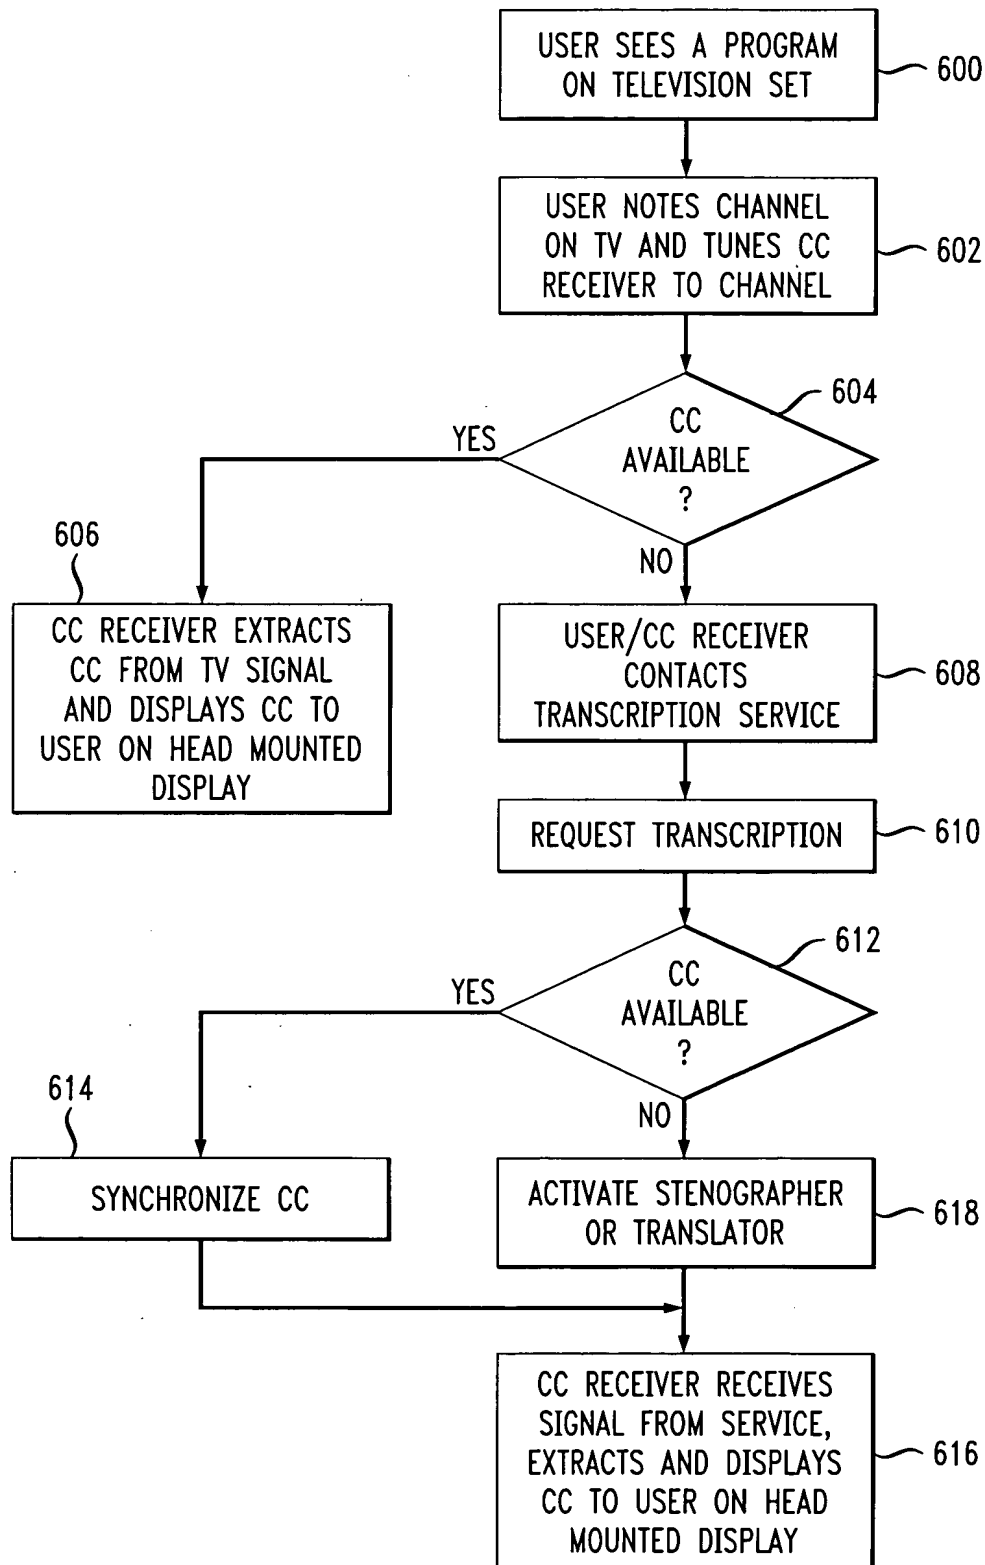 USER SEES A PROGRAM
ON TELEVISION SET
600
USER NOTES CHANNEL
ON TV AND TUNES CC
RECEIVER TO CHANNEL
602
604
CC
AVAILABLE
?
YES
NO
606
CC RECEIVER EXTRACTS
CC FROM TV SIGNAL
AND DISPLAYS CC TO
USER ON HEAD MOUNTED
DISPLAY
USER/CC RECEIVER
CONTACTS
TRANSCRIPTION SERVICE
608
REQUEST TRANSCRIPTION
610
612
CC
AVAILABLE
?
YES
NO
614
SYNCHRONIZE CC
ACTIVATE STENOGRAPHER
OR TRANSLATOR
618
CC RECEIVER RECEIVES
SIGNAL FROM SERVICE,
EXTRACTS AND DISPLAYS
CC TO USER ON HEAD
MOUNTED DISPLAY
616